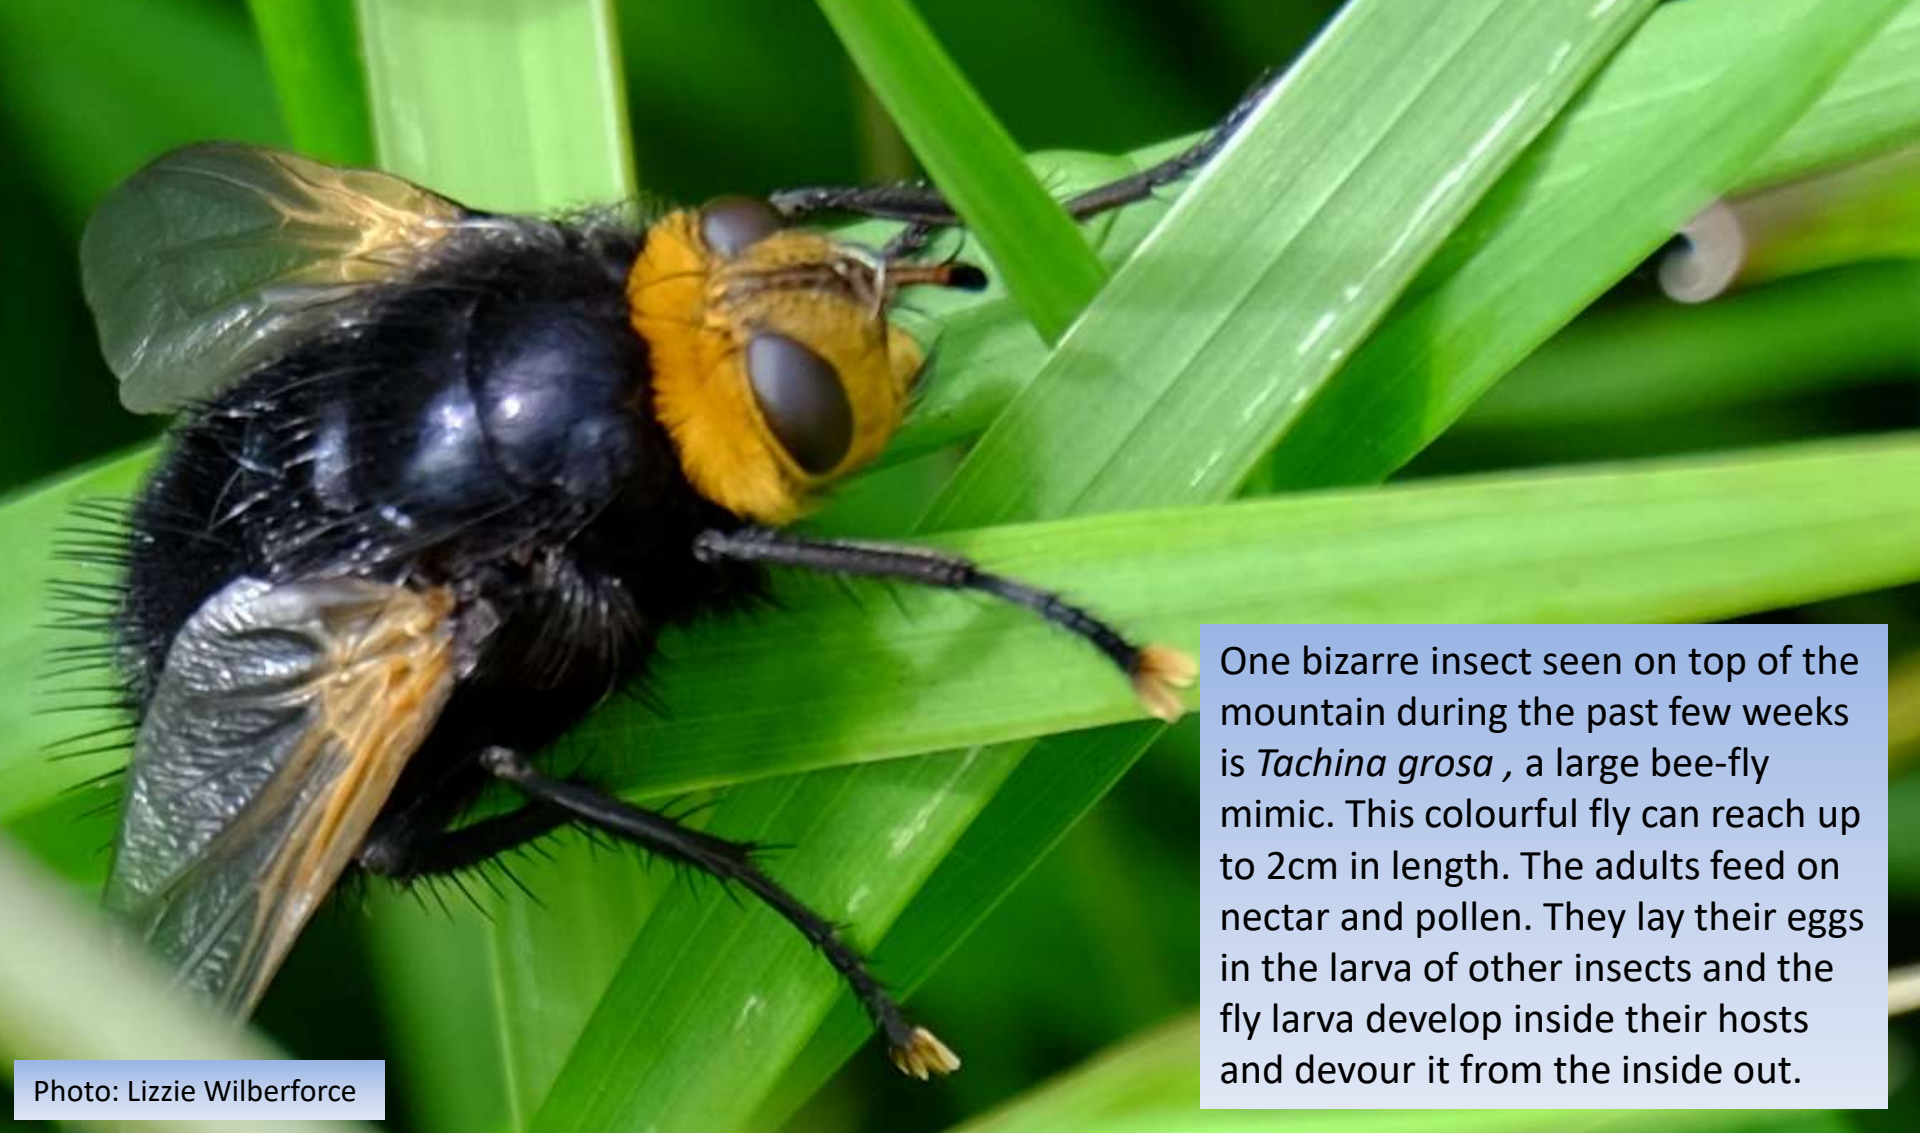 One bizarre insect seen on top of the
mountain during the past few weeks
is Tachina grosa , a large bee-fly
mimic. This colourful fly can reach up
to 2cm in length. The adults feed on
nectar and pollen. They lay their eggs
in the larva of other insects and the
fly larva develop inside their hosts
and devour it from the inside out.
Photo: Lizzie Wilberforce